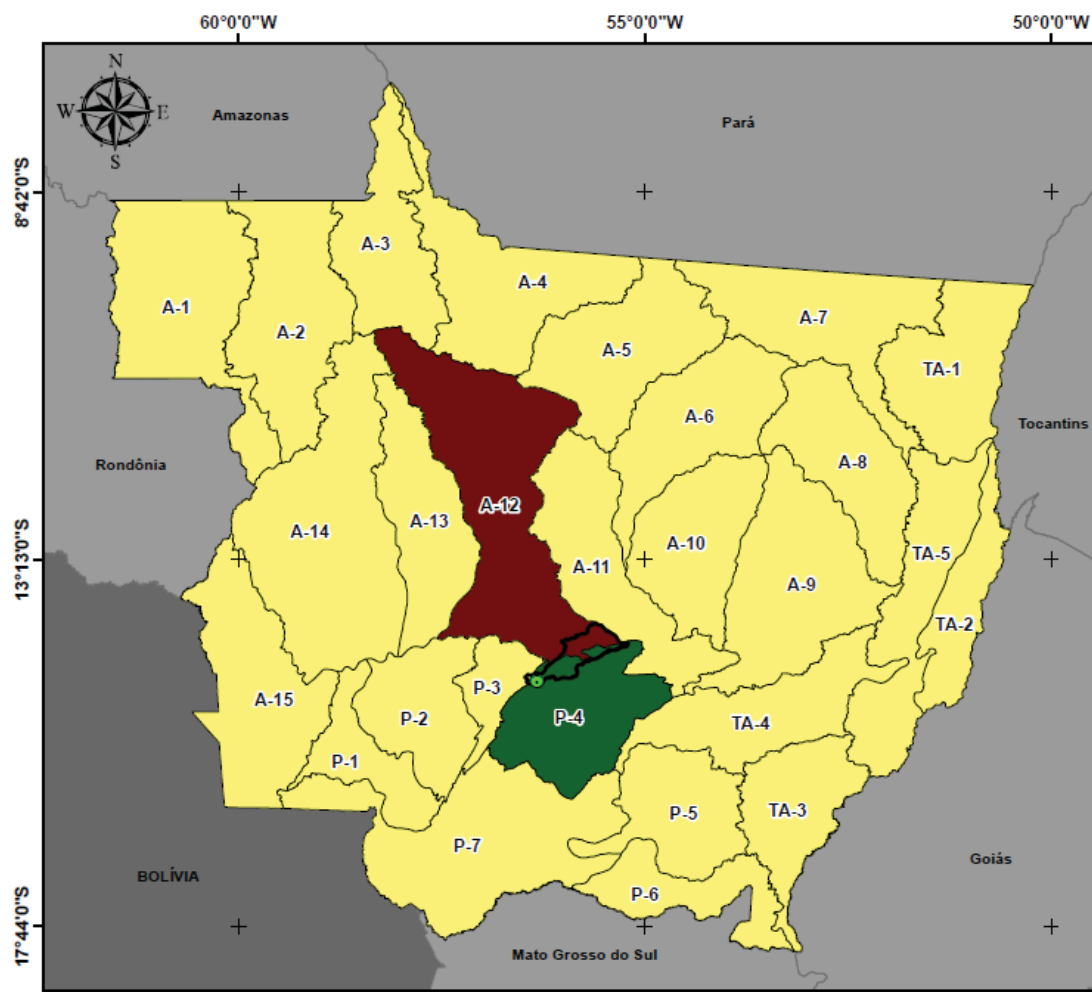 60°0'0"W
55°0'0"W
50°0'0"W
N
W E
S
Amazonas
Pará
8°42'0"S
A-3
A-4
A-1
A-7
A-2
A-5
TA-1
A-6
Tocantins
Rondônia
A-8
A-12
A-13
A-14
A-10
13°13'0"S
TA-5
A-11
A-9
TA-2
P-3
A-15
P-4
P-2
TA-4
P-1
TA-3
P-5
P-7
Goiás
BOLÍVIA
P-6
17°44'0"S
Mato Grosso do Sul